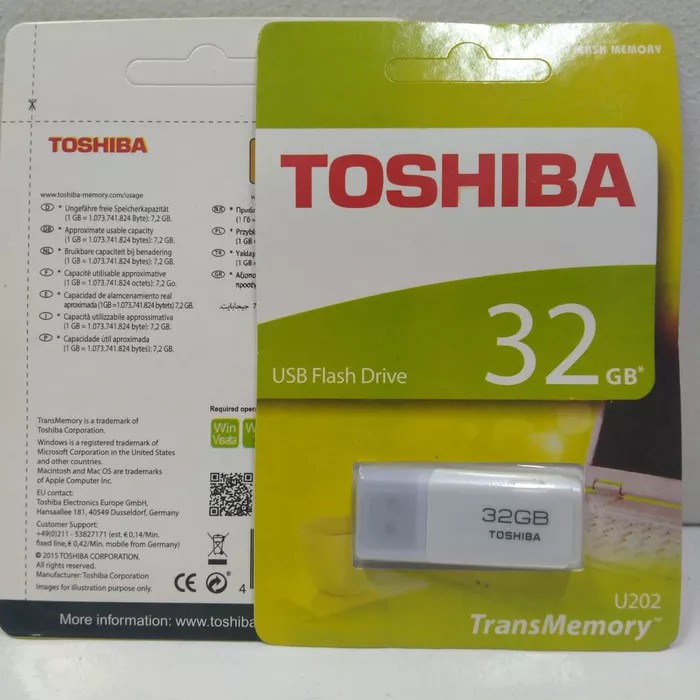 TOSHIBA
www.toshiba-memory.com/usage
D * Ungefähre freie Speicherkapazität
(1 GB = 1.073.741.824 Byte): 7,2 GB.
GB * Approximate usable capacity
(1 GB = 1.073.741.824 bytes): 7,2 GB.
NL * Bruikbare capaciteit bij benadering
(1 GB = 1.073.741.824 bytes): 7,2 GB.
F * Capacité utilisable approximative
(1 GB = 1.073.741.824 octets): 7,2 Go.
E * Capacidad de alamcenamiento real
aproximada (1GB =1.073.741.824 bytes): 7,2 GB.
I * Capacità utilizzabile approssimativa
(1 GB = 1.073.741.824 bytes): 7,2 GB.
P * Capacidade útil aproximada
(1 GB = 1.073.741.824 bytes): 7,2 GB.
TransMemory is a trademark of
Toshiba Corporation.
Windows is a registered trademark of
Microsoft Corporation in the United States
and other countries.
Macintosh and Mac OS are trademarks
of Apple Computer Inc.
EU contact:
Toshiba Electronics Europe GmbH,
Hansaallee 181, 40549 Dusseldorf, Germany
Customer Support:
+49(0)211 - 53827171 (est. € 0,14/Min.
fixed line, € 0,42/Min. mobile from Germany)
© 2015 TOSHIBA CORPORATION.
All rights reserved.
Manufacturer: Toshiba Corporation
Images for illustration purpose only.
Required opera
Win
Visata
CE
4
More information: www.toshiba
MEMORY
TOSHIBA
USB Flash Drive
32 GB*
32GB
TOSHIBA
U202
TransMemory™